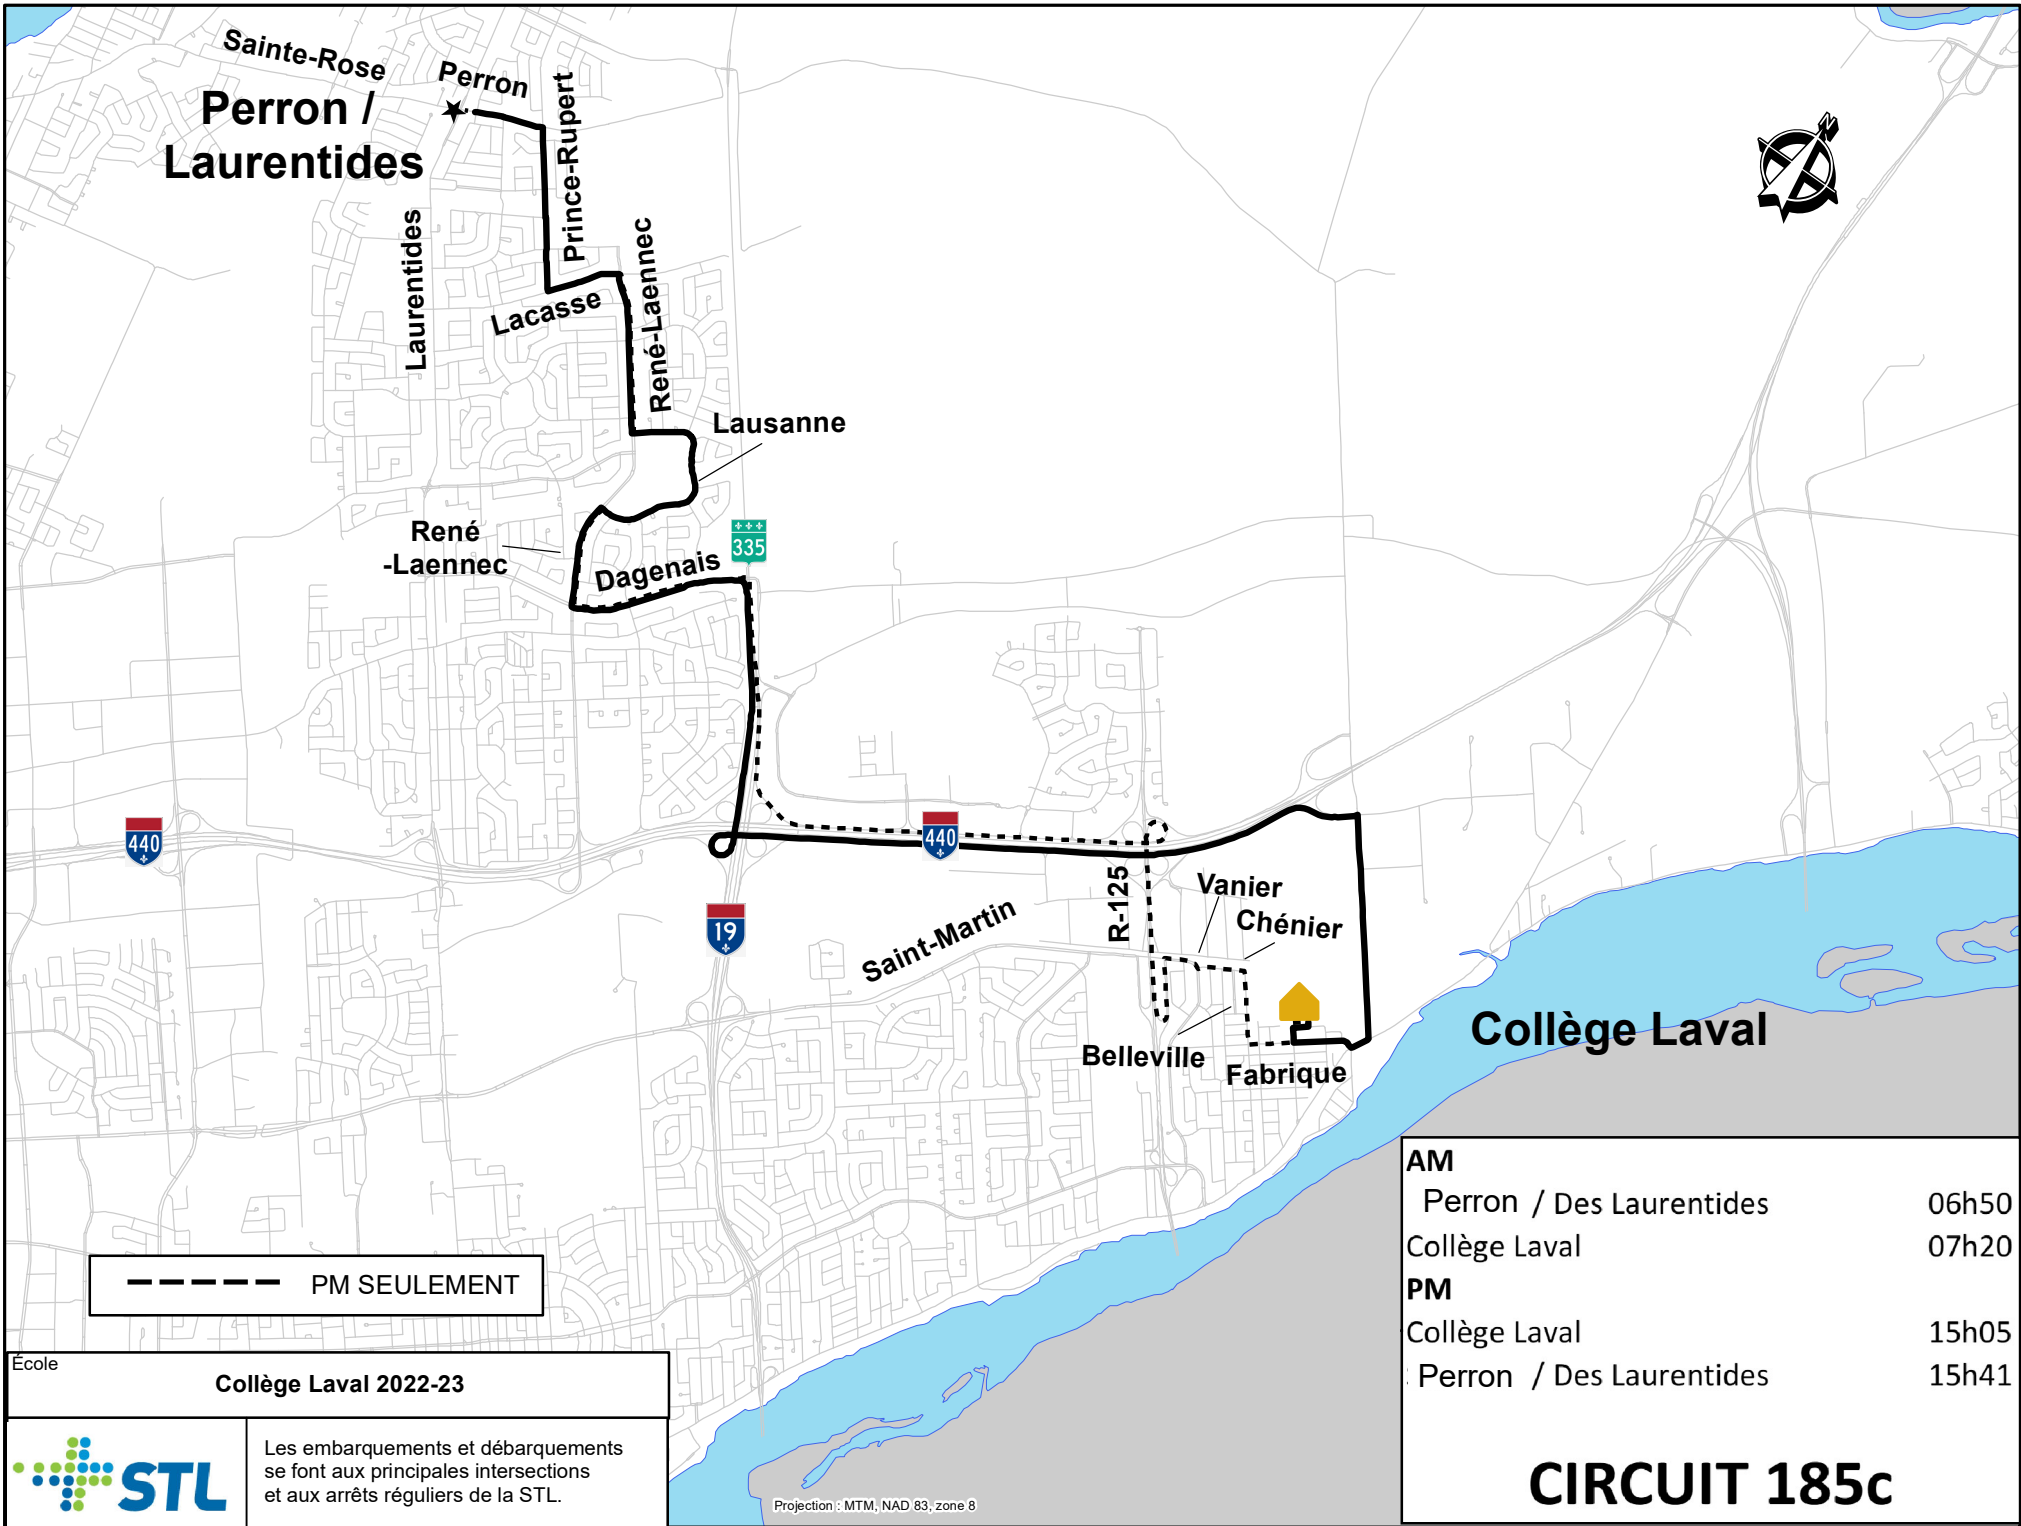 Sainte-Rose
Perron
Perron /
Laurentides
Prince-Rupert
Laurentides
René-Laennec
Lacasse
Lausanne
René
-Laennec
335
Dagenais
440
440
19
R-125
Vanier
Chénier
Saint-Martin
Belleville
Fabrique
Collège Laval
N
AM
Perron / Des Laurentides 06h50
Collège Laval 07h20
PM
Collège Laval 15h05
: Perron / Des Laurentides 15h41
CIRCUIT 185c
PM SEULEMENT
École
Collège Laval 2022-23
STL
Les embarquements et débarquements
se font aux principales intersections
et aux arrêts réguliers de la STL.
Projection : MTM, NAD 83, zone 8